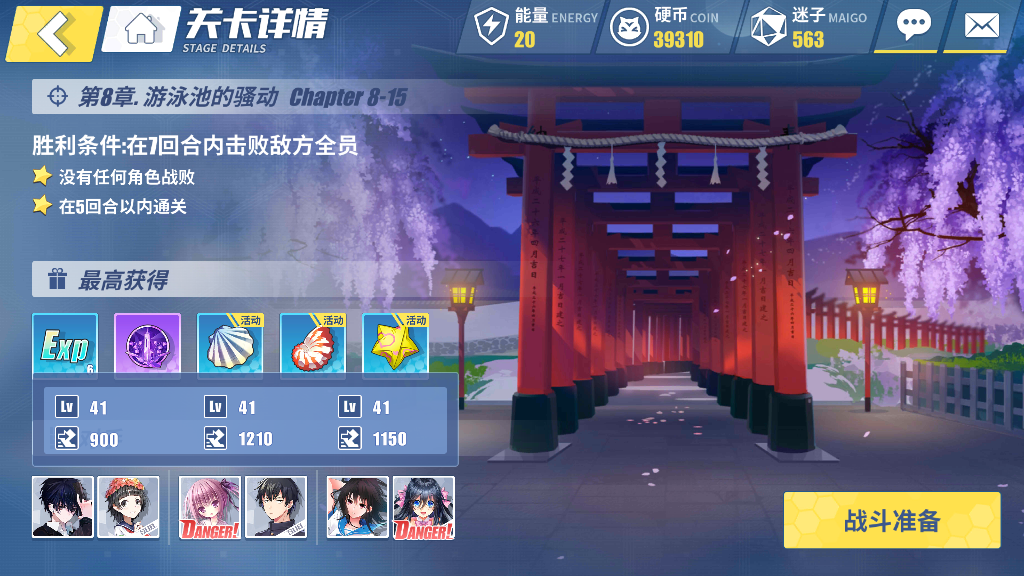 关卡详情
STAGE DETAILS
能量 ENERGY
20
硬币 COIN
39310
迷子 MAIGO
563
第8章.游泳池的骚动 Chapter 8-15
胜利条件:在7回合内击败敌方全员
没有任何角色战败
在5回合以内通关
最高获得
Exp
6
活动
活动
活动
Lv 41
900
Lv 41
1210
Lv 41
1150
DANGER!
DANGER!
战斗准备